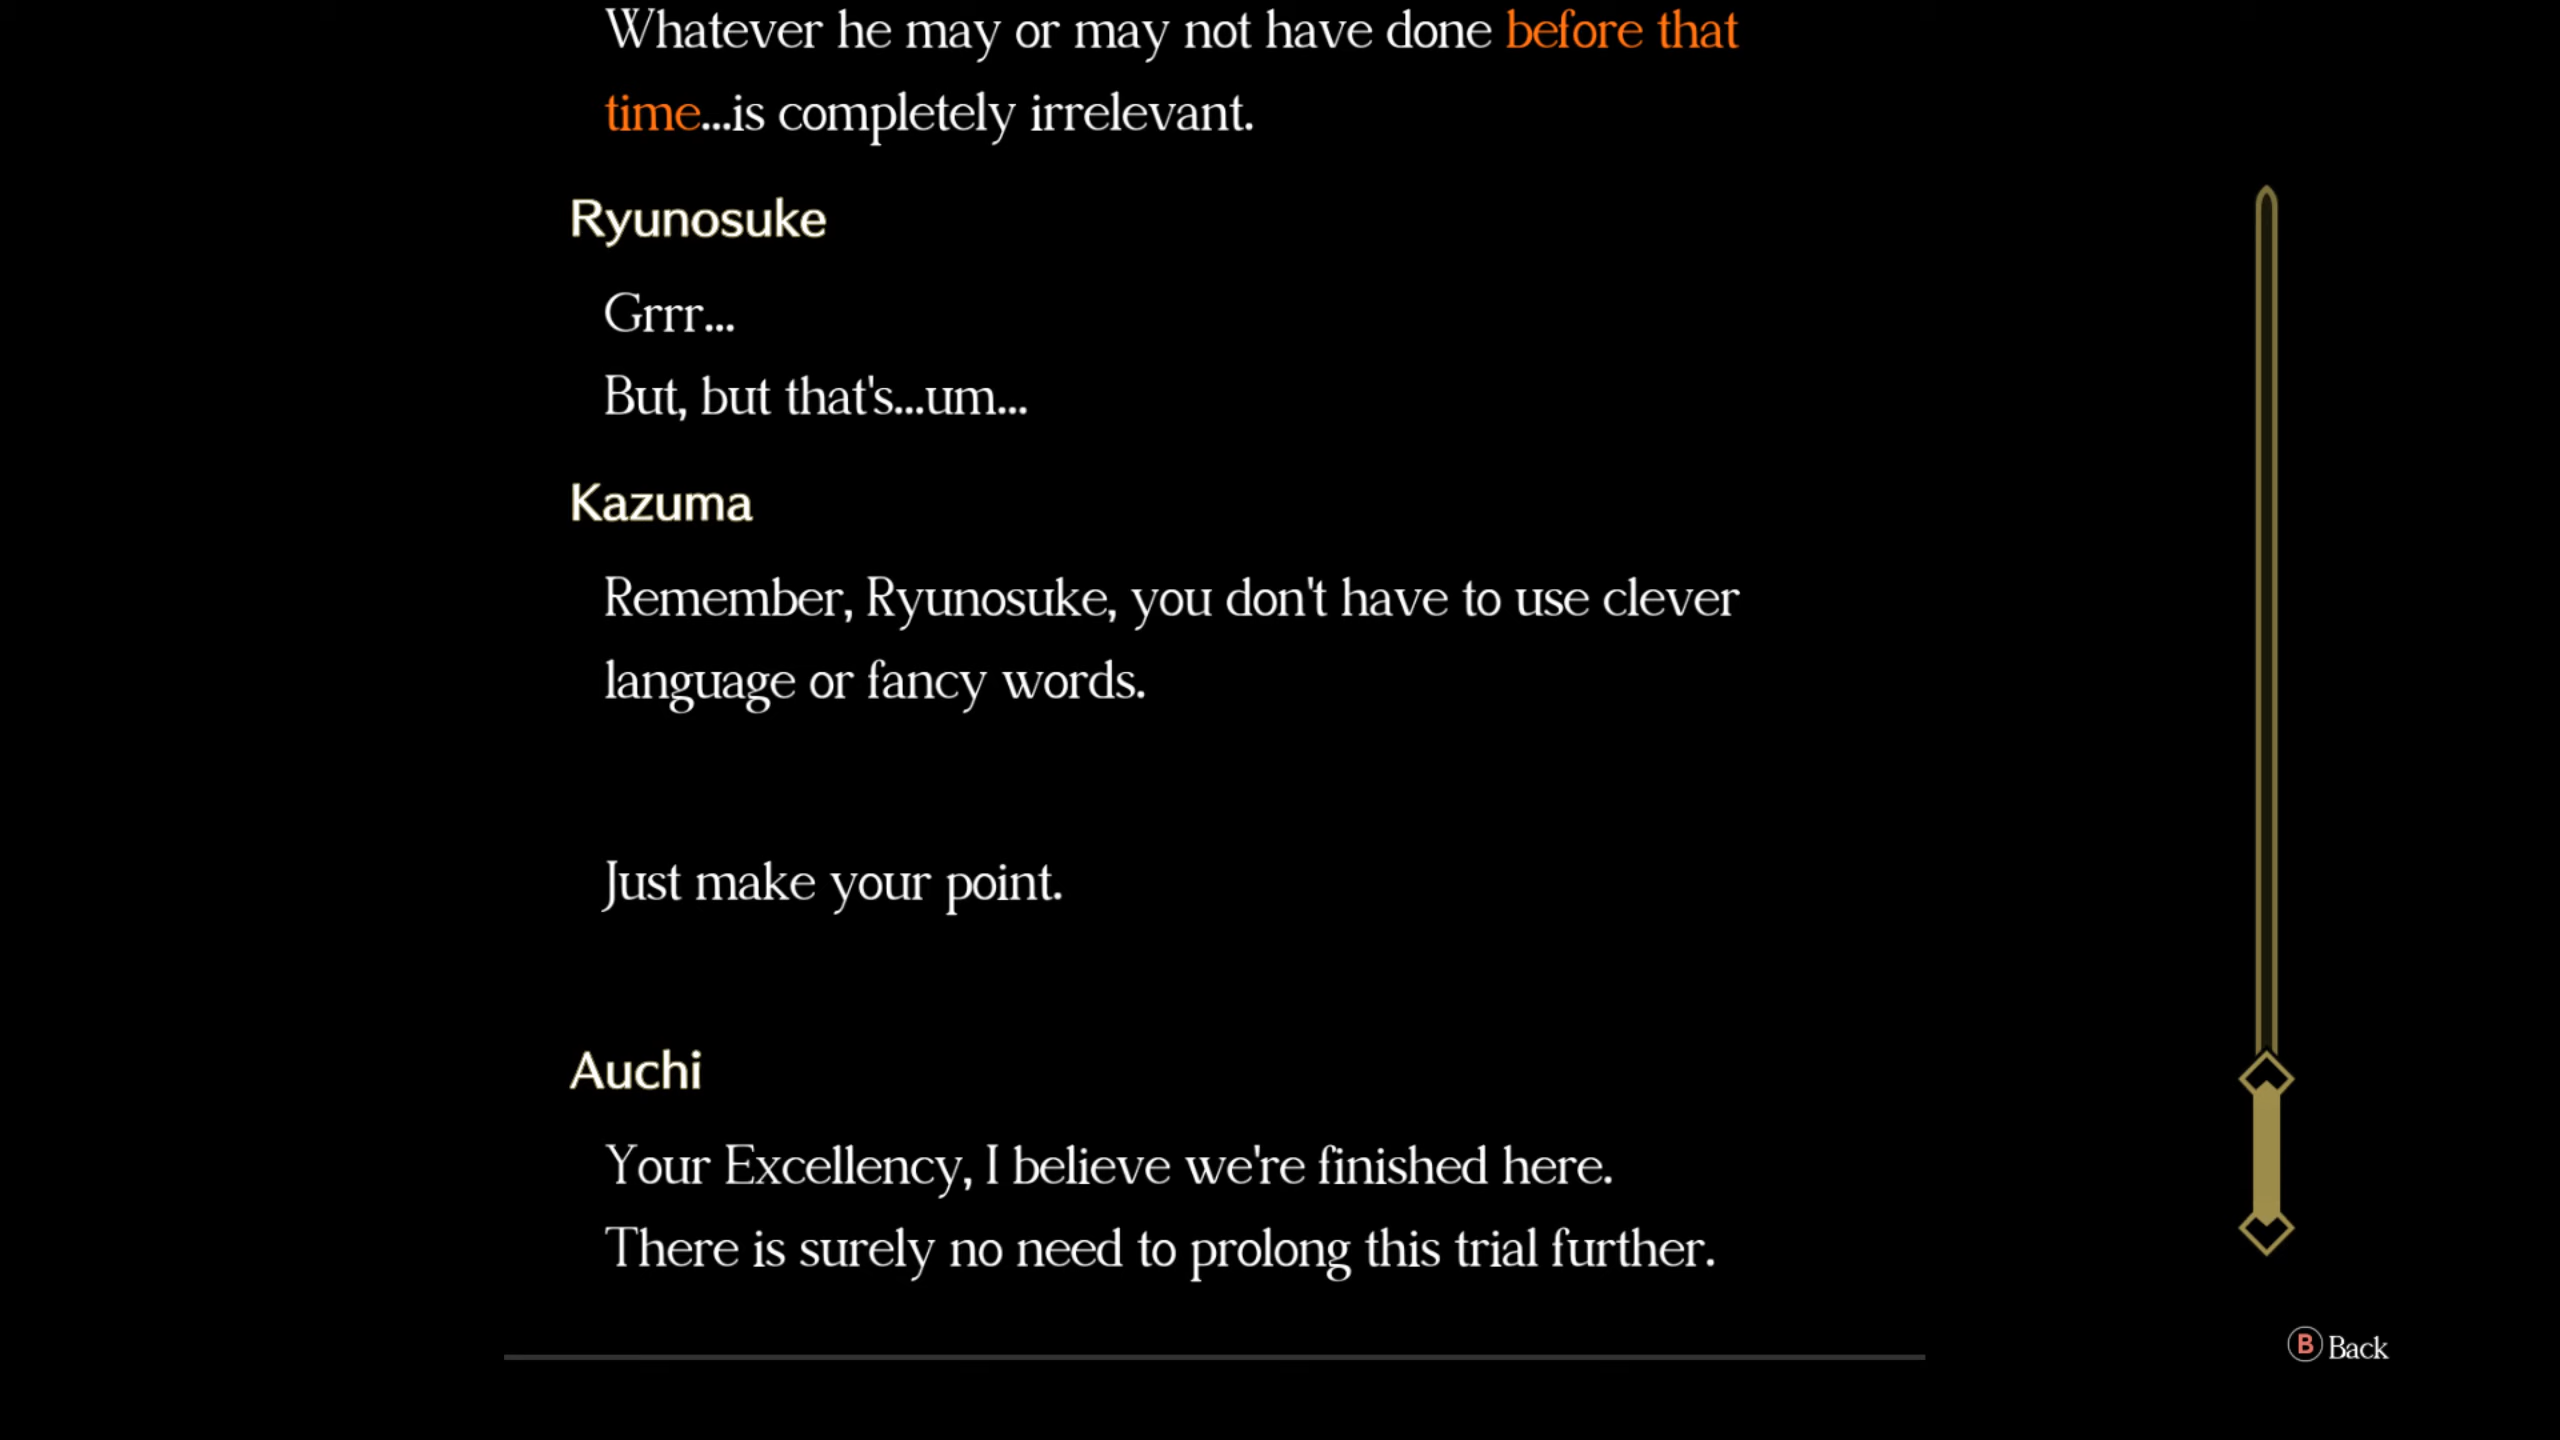 Whatever he may or may not have done before that
time...is completely irrelevant.
Ryunosuke
Grrr...
But, but that's...um...
Kazuma
Remember, Ryunosuke, you don't have to use clever
language or fancy words.
Just make your point.
Auchi
Your Excellency, I believe we're finished here.
There is surely no need to prolong this trial further.
B Back